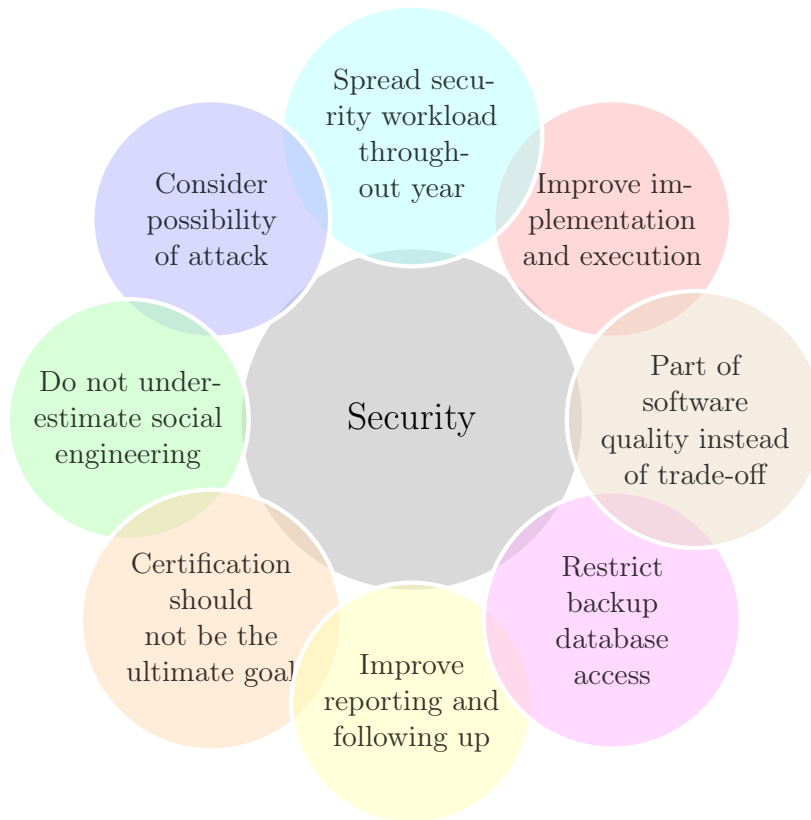 Spread secu-
rity workload
through-
out year
Improve im-
plementation
and execution
Part of
software
quality instead
of trade-off
Restrict
backup
database
access
Improve
reporting and
following up
Certification
should
not be the
ultimate goal
Do not under-
estimate social
engineering
Consider
possibility
of attack
Security